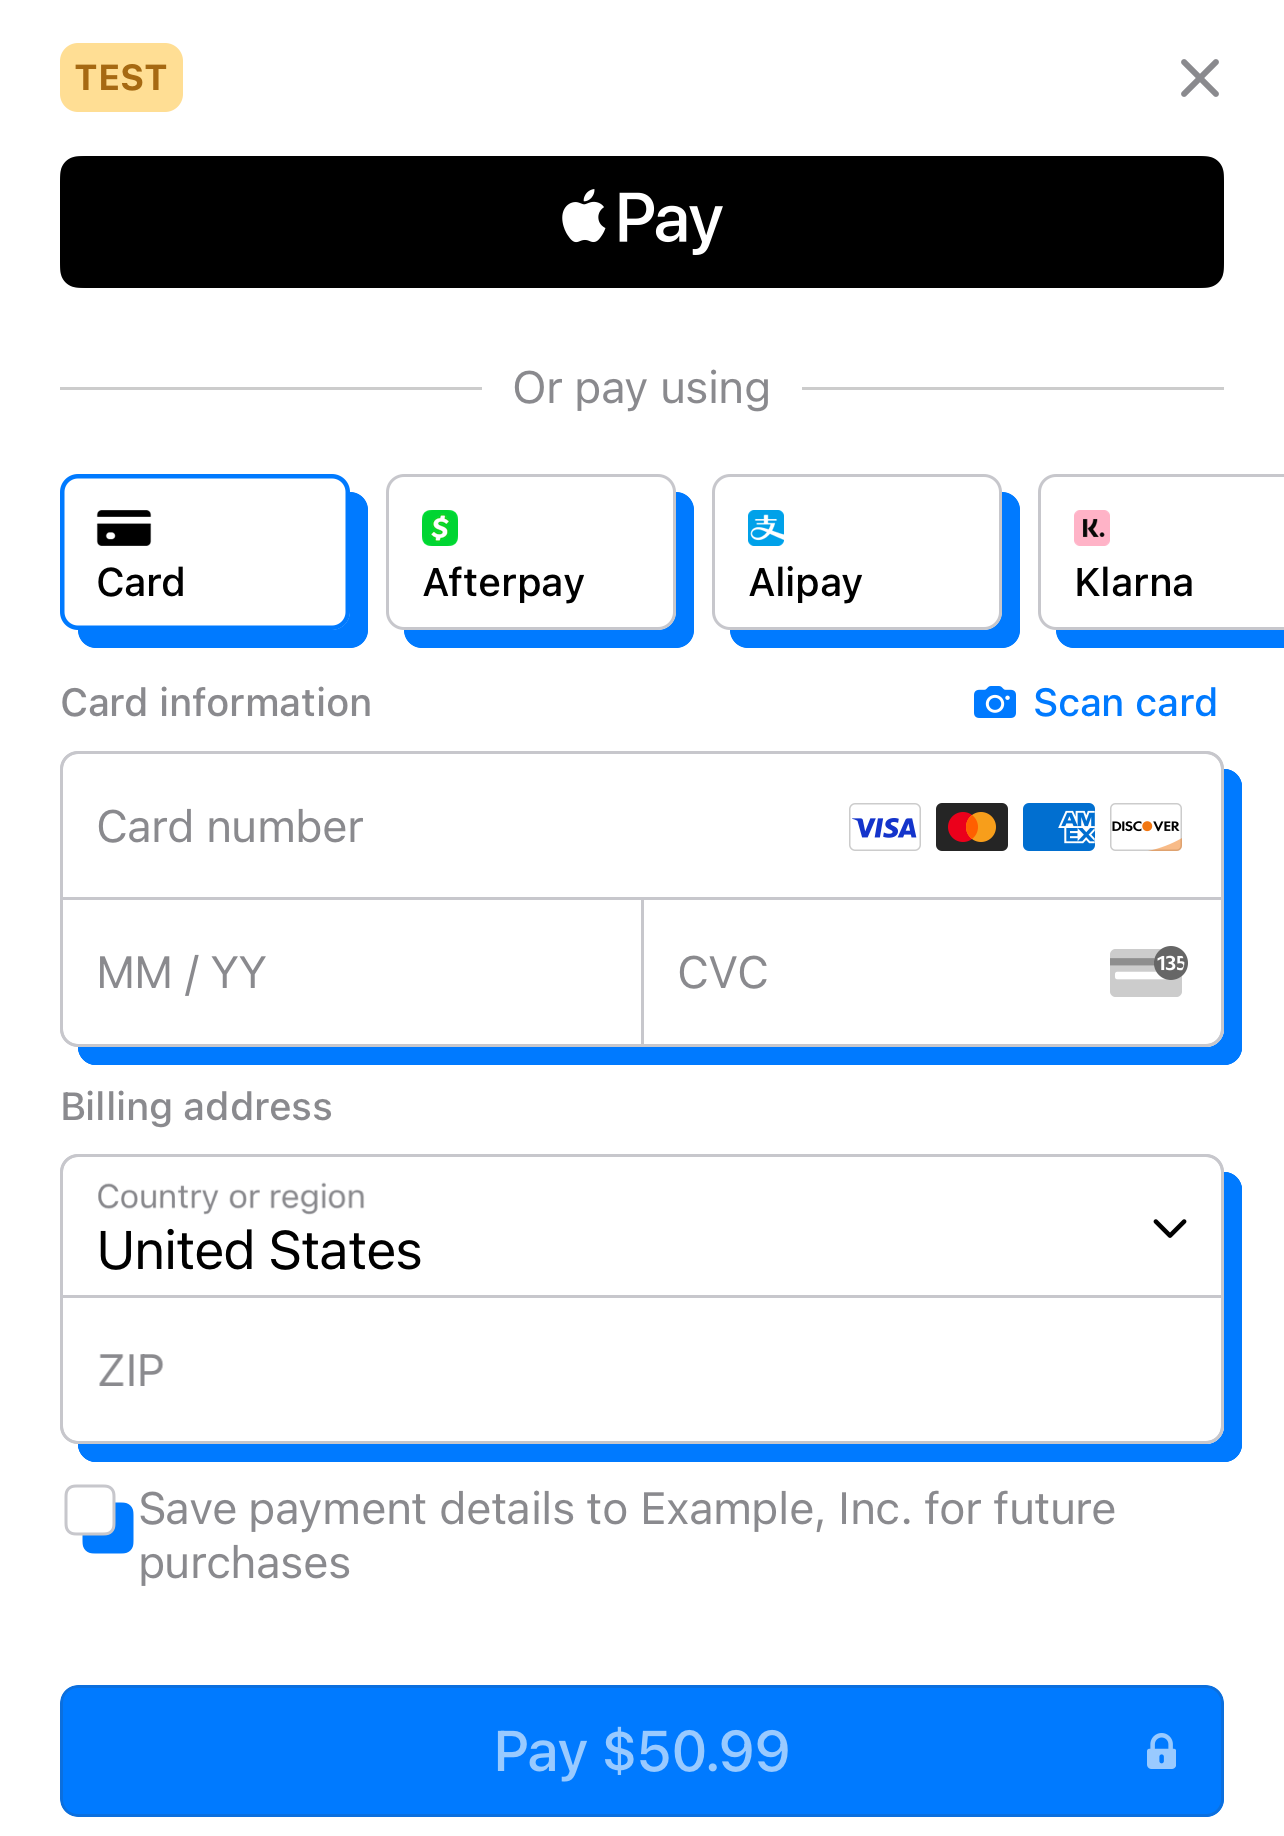 TEST
Pay
Or pay using
Card
Afterpay
Alipay
K.
Klarna
Card information
Scan card
Card number
VISA
AM
EX
DISCOVER
MM / YY
CVC
135
Billing address
Country or region
United States
ZIP
Save payment details to Example, Inc. for future
purchases
Pay $50.99